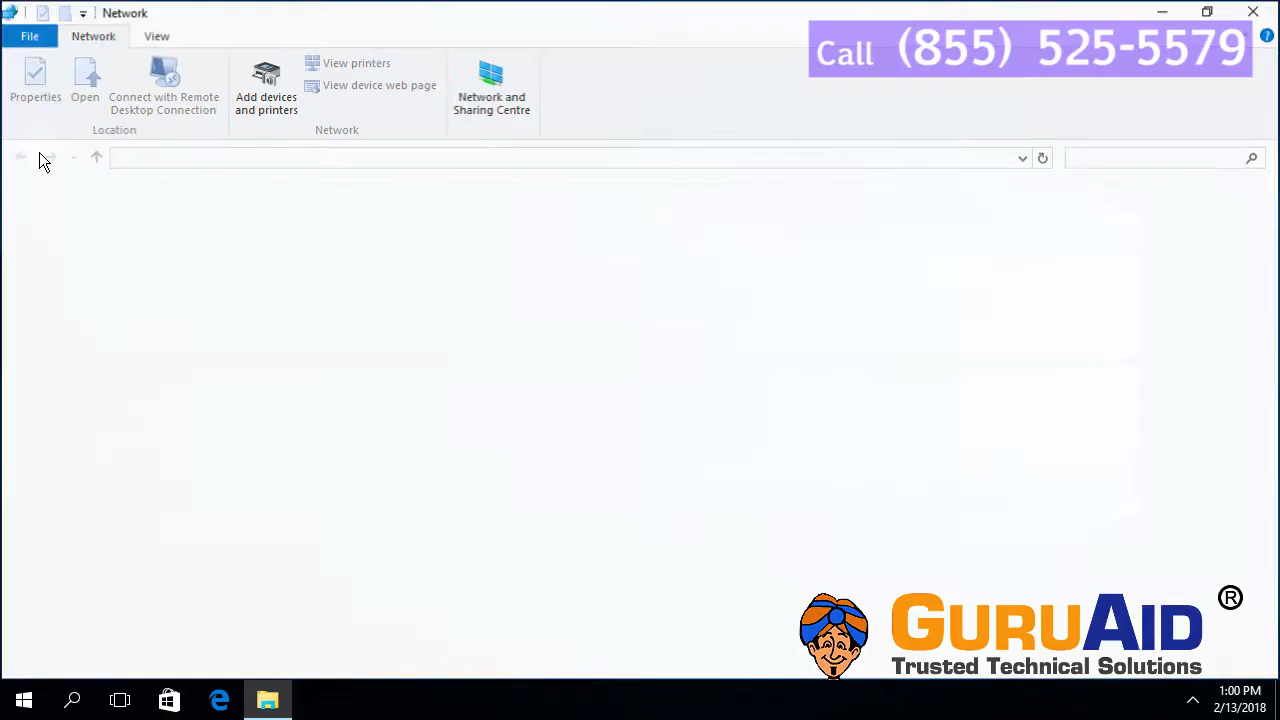 Network
File Network View
Call (855) 525-5579
Properties Open Connect with Remote
Desktop Connection
Add devices
and printers
View printers
View device web page
Network and
Sharing Centre
Location Network
GURUAID ®
Trusted Technical Solutions
1:00 PM
2/13/2018